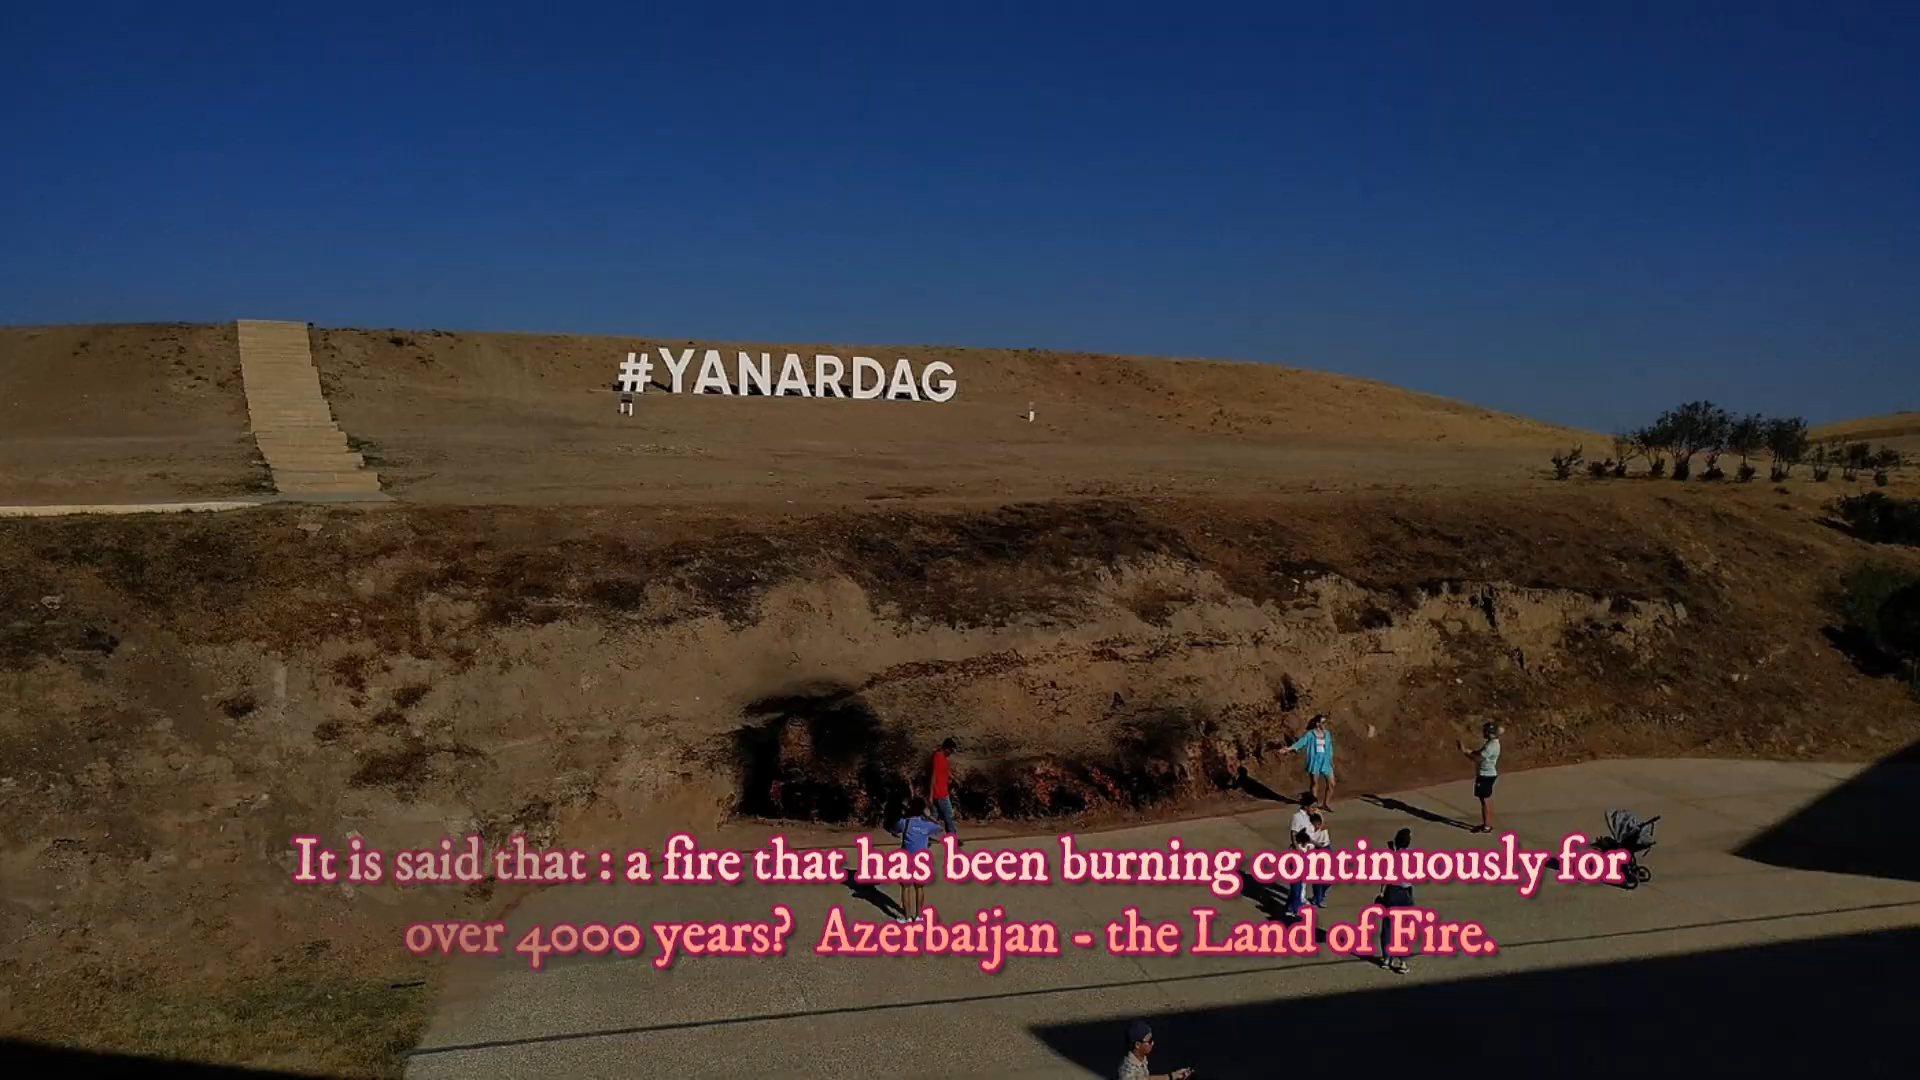 #YANARDAG
It is said that : a fire that has been burning continuously for
over 4000 years?  Azerbaijan - the Land of Fire.